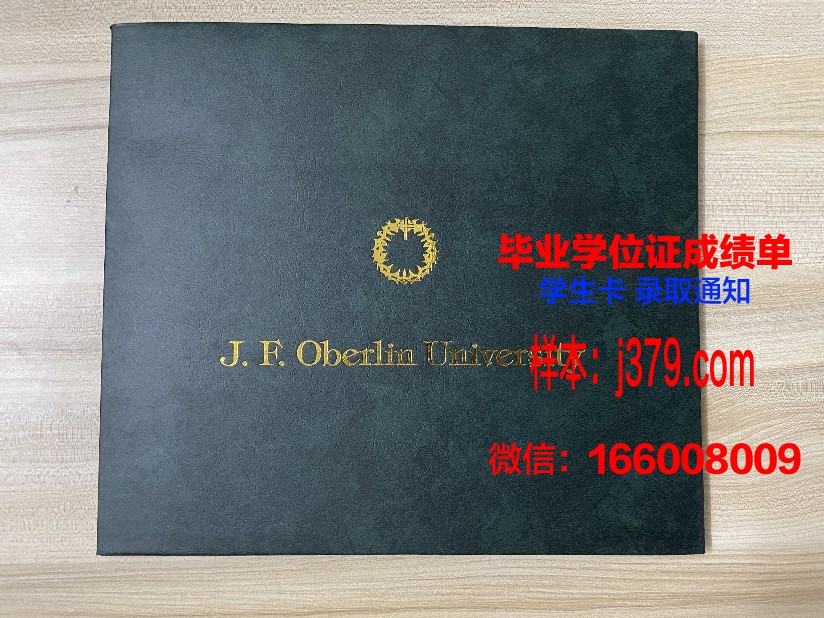 毕业学位证成绩单
学生卡 录取通知
J. F. Oberlin University
样本：j379.com
微信：166008009